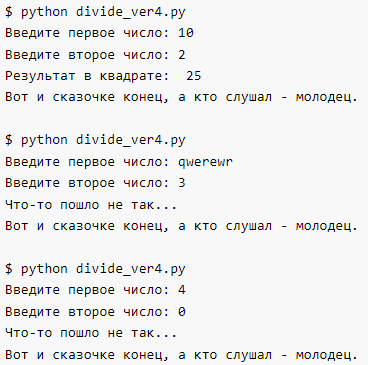 $ python divide_ver4.py
Введите первое число: 10
Введите второе число: 2
Результат в квадрате:  25
Вот и сказочке конец, а кто слушал - молодец.
$ python divide_ver4.py
Введите первое число: qwerewr
Введите второе число: 3
Что-то пошло не так...
Вот и сказочке конец, а кто слушал - молодец.
$ python divide_ver4.py
Введите первое число: 4
Введите второе число: 0
Что-то пошло не так...
Вот и сказочке конец, а кто слушал - молодец.